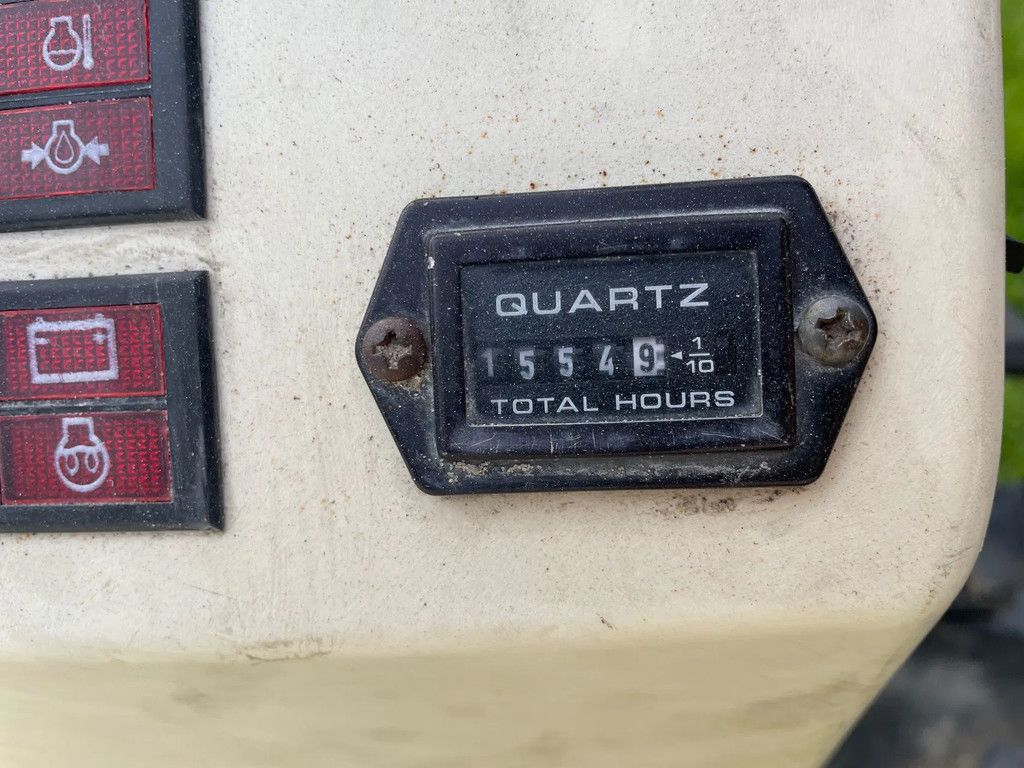 QUARTZ
15549 ◄ 1/10
TOTAL HOURS